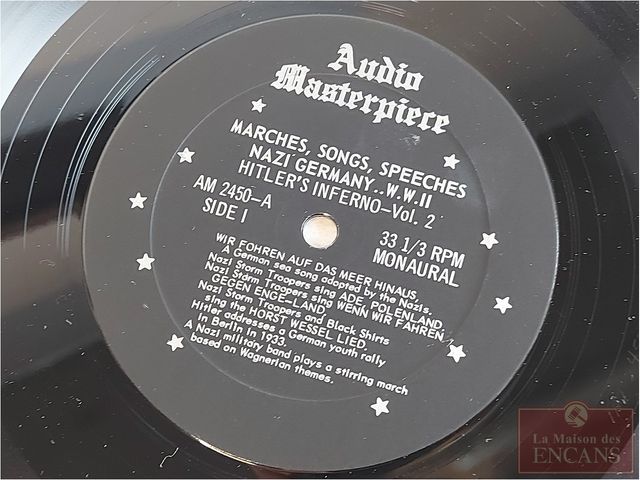 Audio
Masterpiece
MARCHES, SONGS, SPEECHES
NAZI GERMANY..W.W.II
HITLER'S INFERNO–Vol. 2
AM 2450–A
SIDE I
33 1/3 RPM
MONAURAL
WIR FOHREN AUF DAS MEER HINAUS.
A German sea song adopted by the Nazis.
Nazi Storm Troopers sing ADE, POLENLAND.
Nazi Storm Troopers sing WENN WIR FAHREN
GEGEN ENGE-LAND.
Nazi Storm Troopers and Black Shirts
sing the HORST WESSEL LIED.
Hitler addresses a German youth rally
in Berlin in 1933.
A Nazi military band plays a stirring march
based on Wagnerian themes.
La Maison des
ENCANS